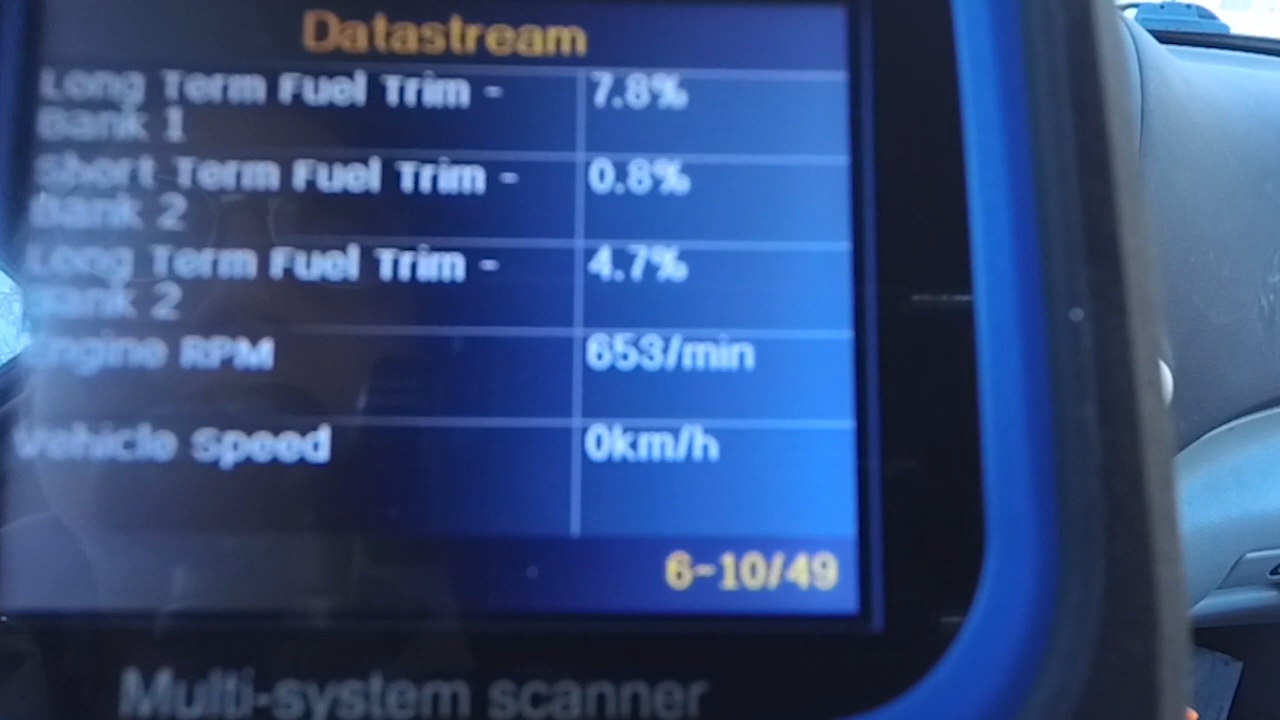 Datastream
Long Term Fuel Trim - 7.8%
Bank 1
Short Term Fuel Trim - 0.8%
Bank 2
Long Term Fuel Trim - 4.7%
Bank 2
Engine RPM 653/min
Vehicle Speed 0km/h
6-10/49
Multi-system scanner